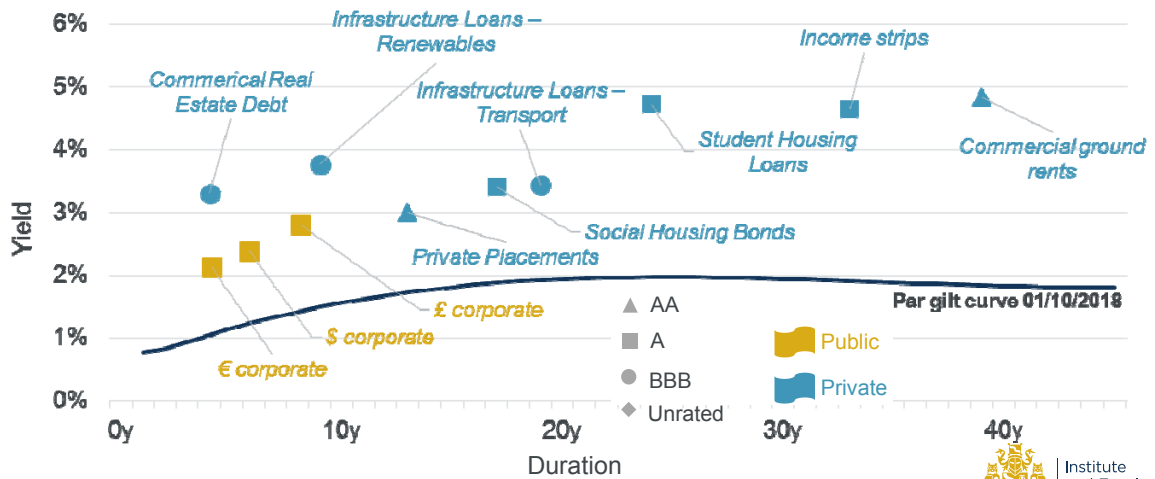 6%
5%
4%
3%
2%
1%
0%
Yield
Infrastructure Loans –
Renewables
Commerical Real
Estate Debt
Infrastructure Loans –
Transport
Income strips
Student Housing
Loans
Commercial ground
rents
Social Housing Bonds
Private Placements
£ corporate
$ corporate
€ corporate
Par gilt curve 01/10/2018
AA
A
BBB
Unrated
Public
Private
0y
10y
20y
30y
40y
Duration
Institute